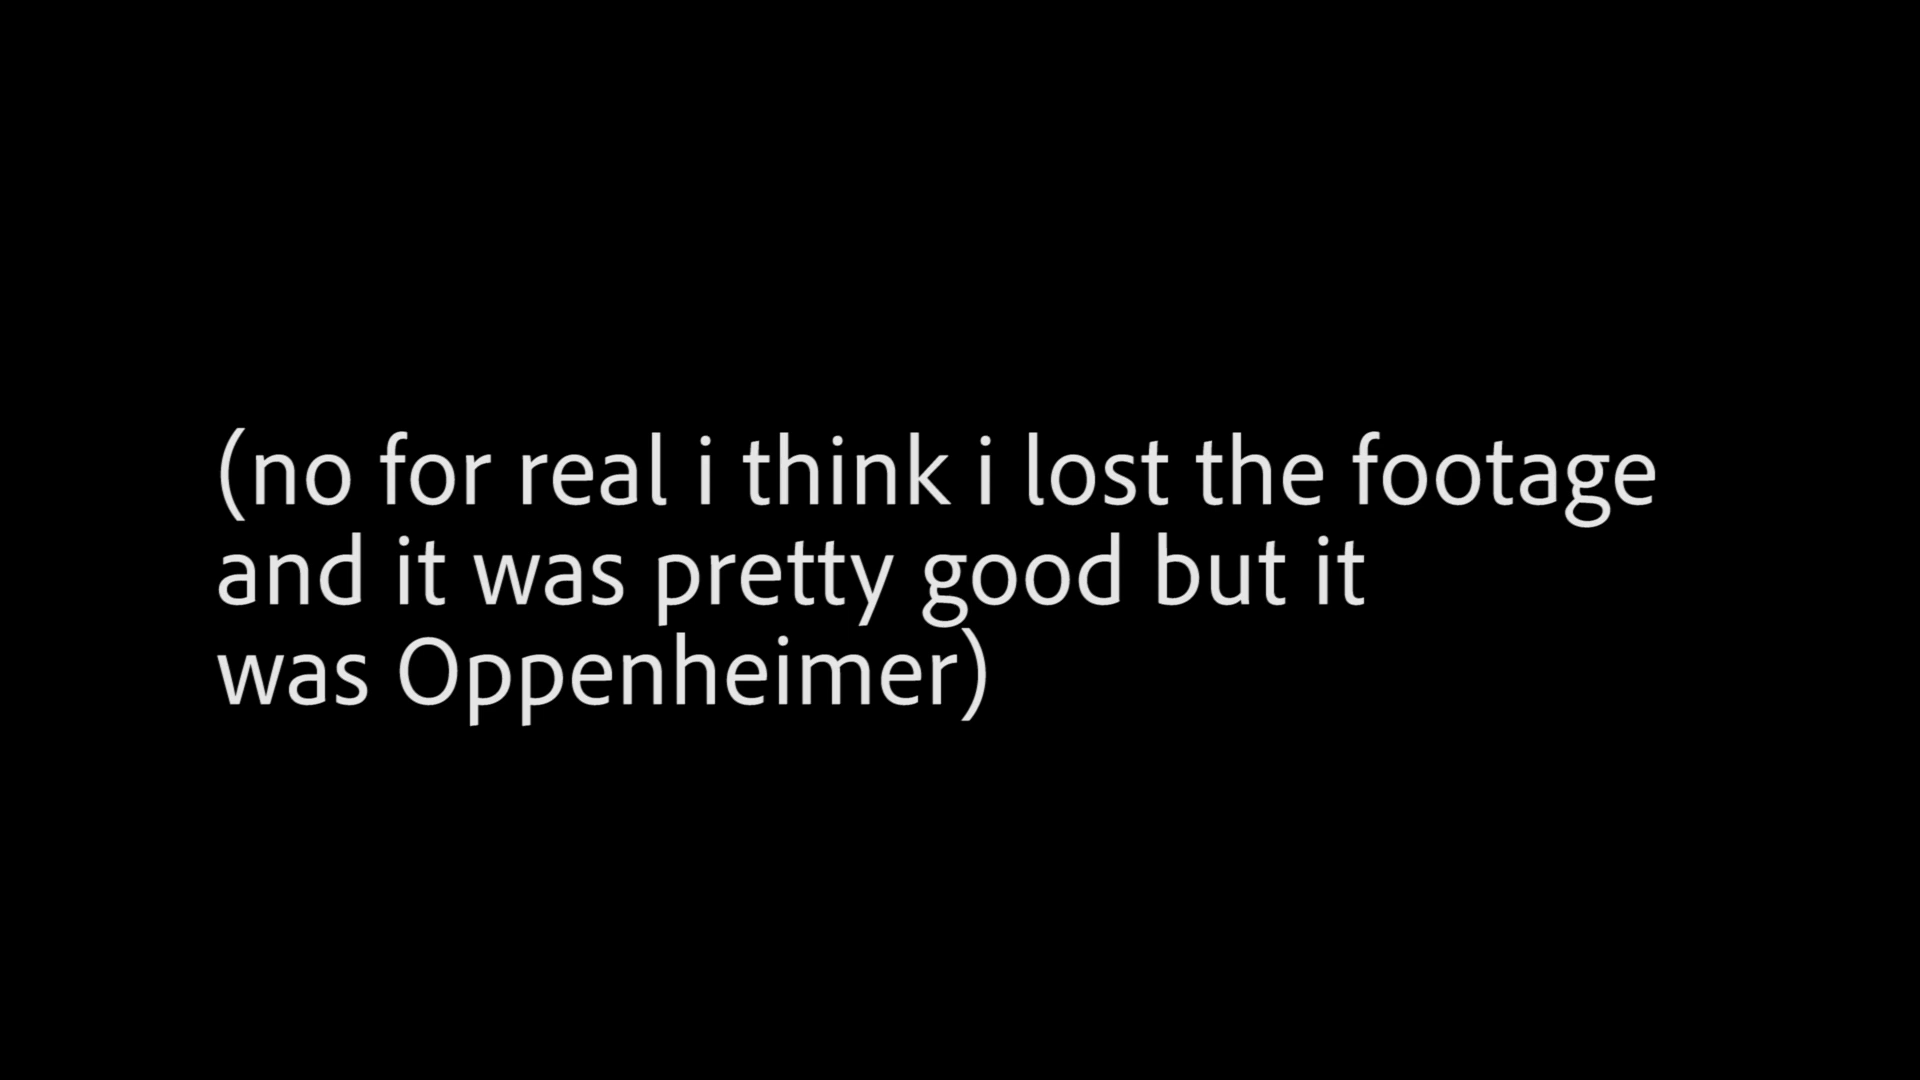 (no for real i think i lost the footage
and it was pretty good but it
was Oppenheimer)